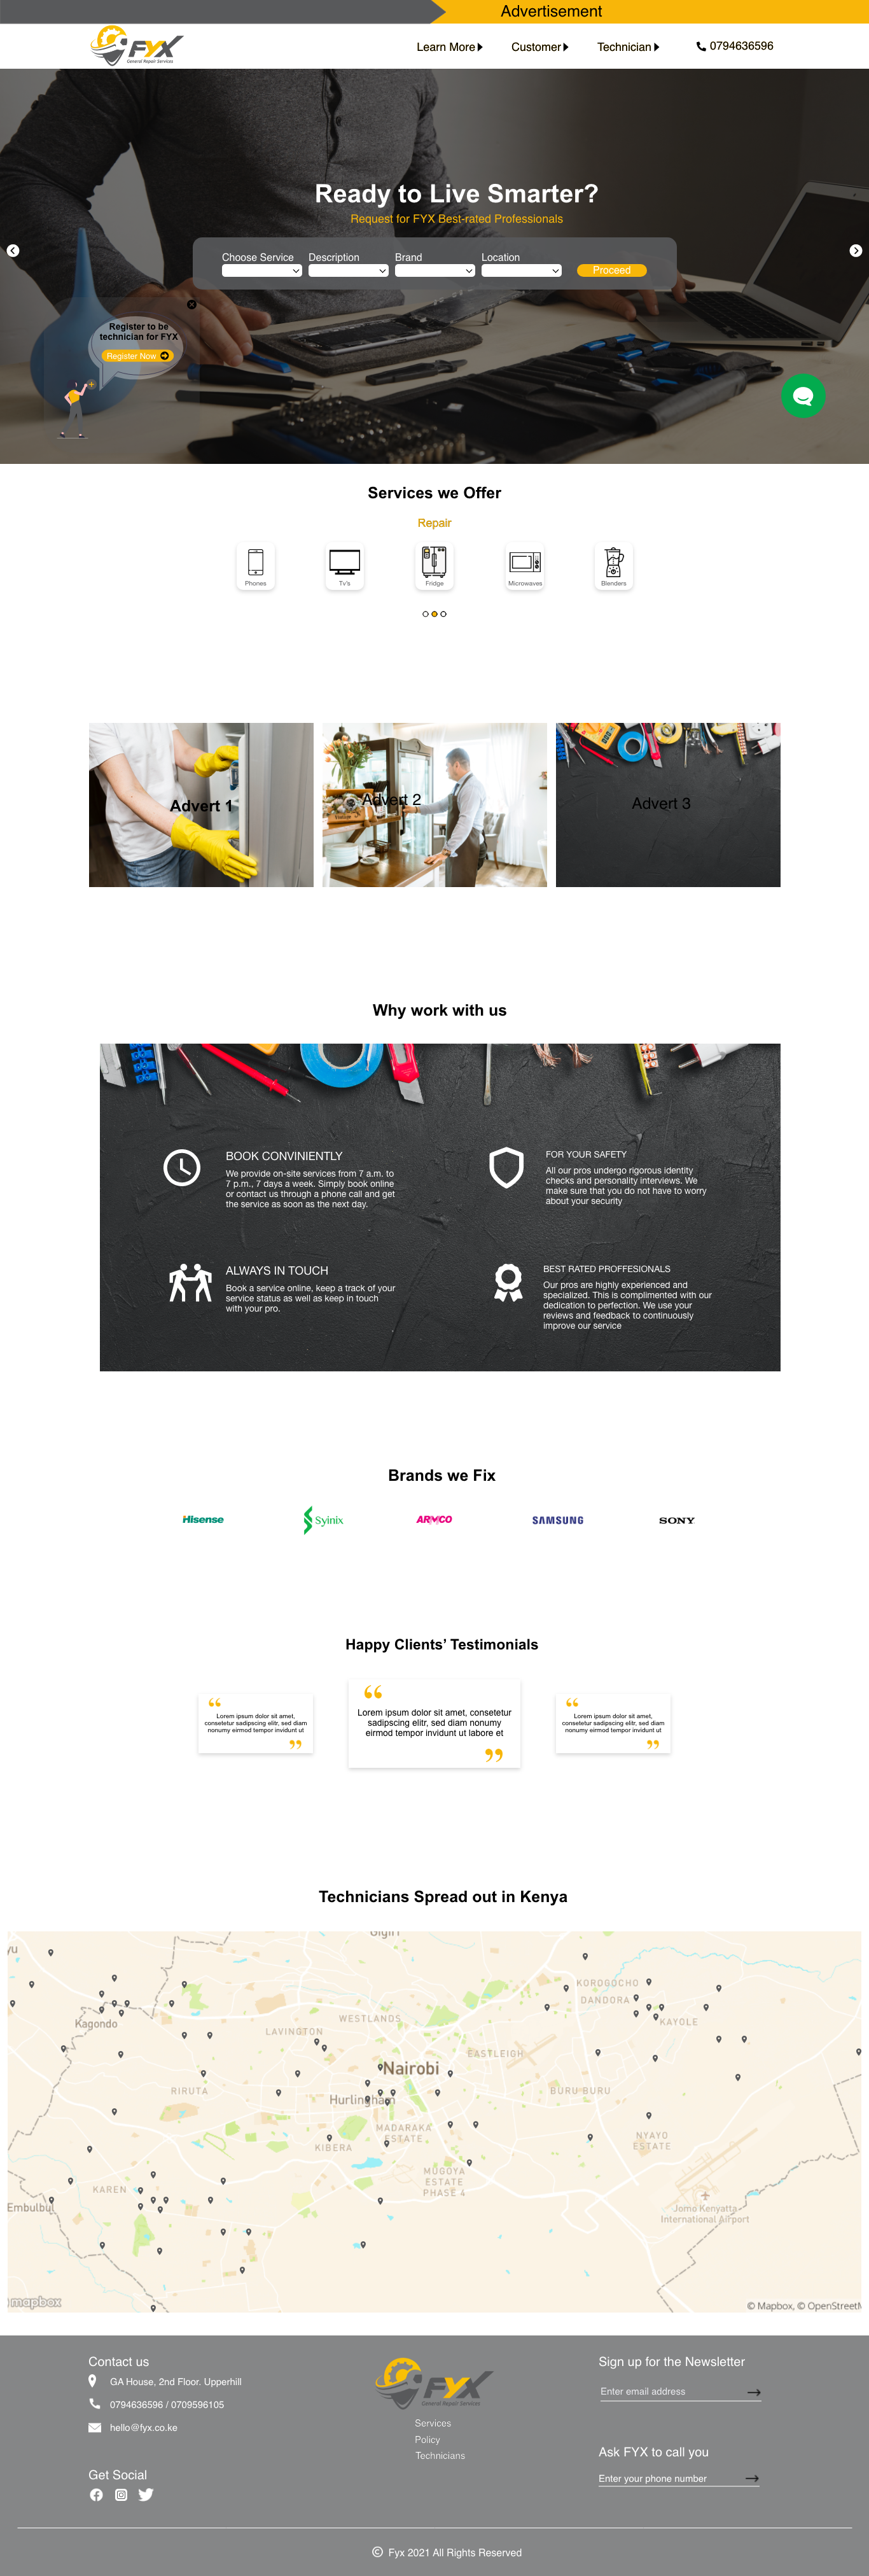 Advertisement
FYX
General Repair Services
Learn More
Customer
Technician
0794636596
Ready to Live Smarter?
Request for FYX Best-rated Professionals
Choose Service
Description
Brand
Location
Proceed
Register to be
technician for FYX
Register Now
Services we Offer
Repair
Phones
Tv's
Fridge
Microwaves
Blenders
Advert 1
Advert 2
Advert 3
Why work with us
BOOK CONVINIENTLY
We provide on-site services from 7 a.m. to
7 p.m., 7 days a week. Simply book online
or contact us through a phone call and get
the service as soon as the next day.
FOR YOUR SAFETY
All our pros undergo rigorous identity
checks and personality interviews. We
make sure that you do not have to worry
about your security
ALWAYS IN TOUCH
Book a service online, keep a track of your
service status as well as keep in touch
with your pro.
BEST RATED PROFFESIONALS
Our pros are highly experienced and
specialized. This is complimented with our
dedication to perfection. We use your
reviews and feedback to continuously
improve our service
Brands we Fix
Hisense
Syinix
ARMCO
SAMSUNG
SONY
Happy Clients’ Testimonials
“
Lorem ipsum dolor sit amet,
consetetur sadipscing elitr, sed diam
nonumy eirmod tempor invidunt ut
”
“
Lorem ipsum dolor sit amet, consetetur
sadipscing elitr, sed diam nonumy
eirmod tempor invidunt ut labore et
”
“
Lorem ipsum dolor sit amet,
consetetur sadipscing elitr, sed diam
nonumy eirmod tempor invidunt ut
”
Technicians Spread out in Kenya
Gigiri
yu
KOROGOCHO
DANDORA
Kagondo
WESTLANDS
KAYOLE
LAVINGTON
EASTLEIGH
Nairobi
RIRUTA
BURU BURU
Hurlingham
MADARAKA
ESTATE
NYAYO
ESTATE
KIBERA
MUGOYA
ESTATE
PHASE 4
KAREN
Embulbul
Jomo Kenyatta
International Airport
mapbox
© Mapbox, © OpenStreetM
Contact us
GA House, 2nd Floor. Upperhill
0794636596 / 0709596105
hello@fyx.co.ke
Get Social
FYX
General Repair Services
Services
Policy
Technicians
Sign up for the Newsletter
Enter email address
Ask FYX to call you
Enter your phone number
© Fyx 2021 All Rights Reserved